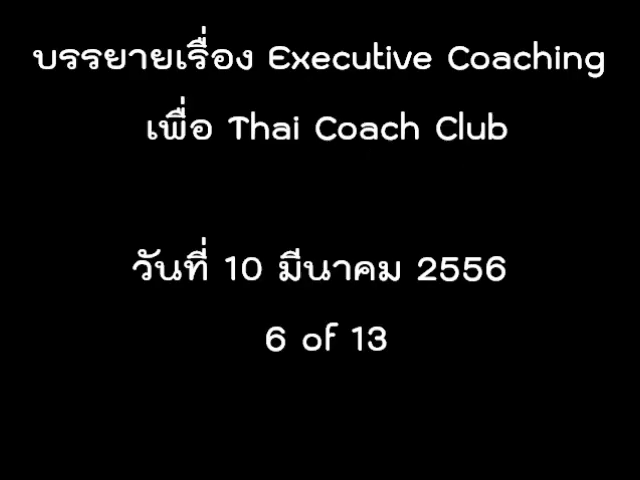 บรรยายเรื่อง Executive Coaching
เพื่อ Thai Coach Club
วันที่ 10 มีนาคม 2556
6 of 13